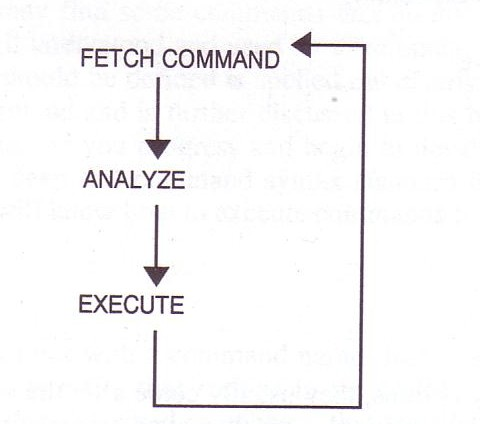 FETCH COMMAND
ANALYZE
EXECUTE